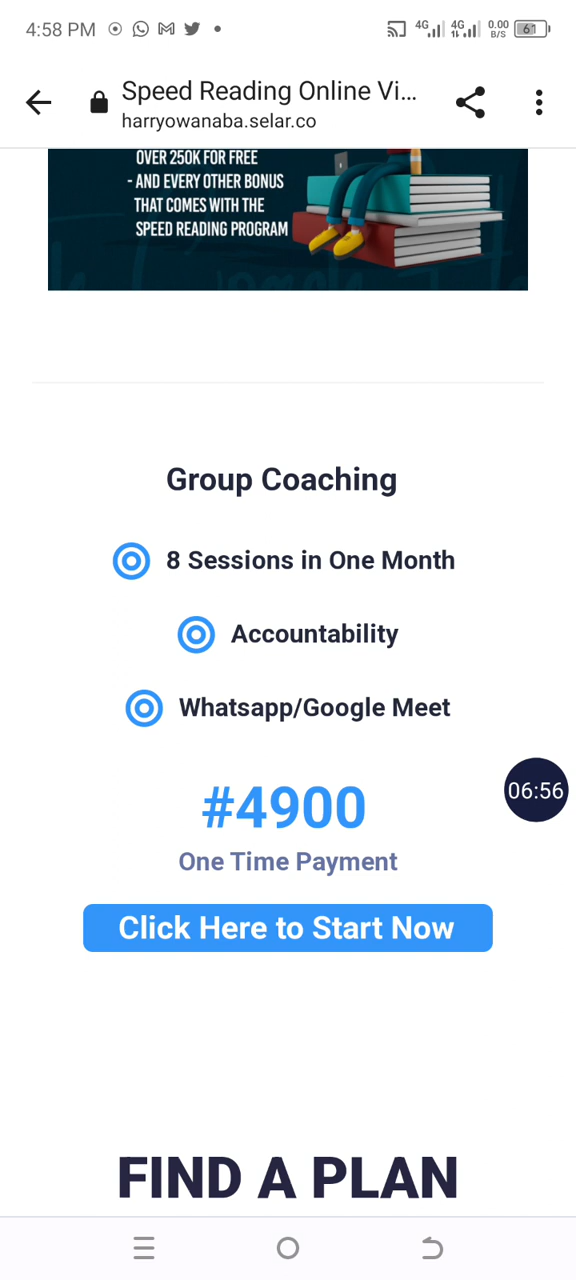 4:58 PM
4G 4G 0.00 B/S 61
Speed Reading Online Vi...
harryowanaba.selar.co
OVER 250K FOR FREE
- AND EVERY OTHER BONUS
THAT COMES WITH THE
SPEED READING PROGRAM
Group Coaching
8 Sessions in One Month
Accountability
Whatsapp/Google Meet
#4900
06:56
One Time Payment
Click Here to Start Now
FIND A PLAN